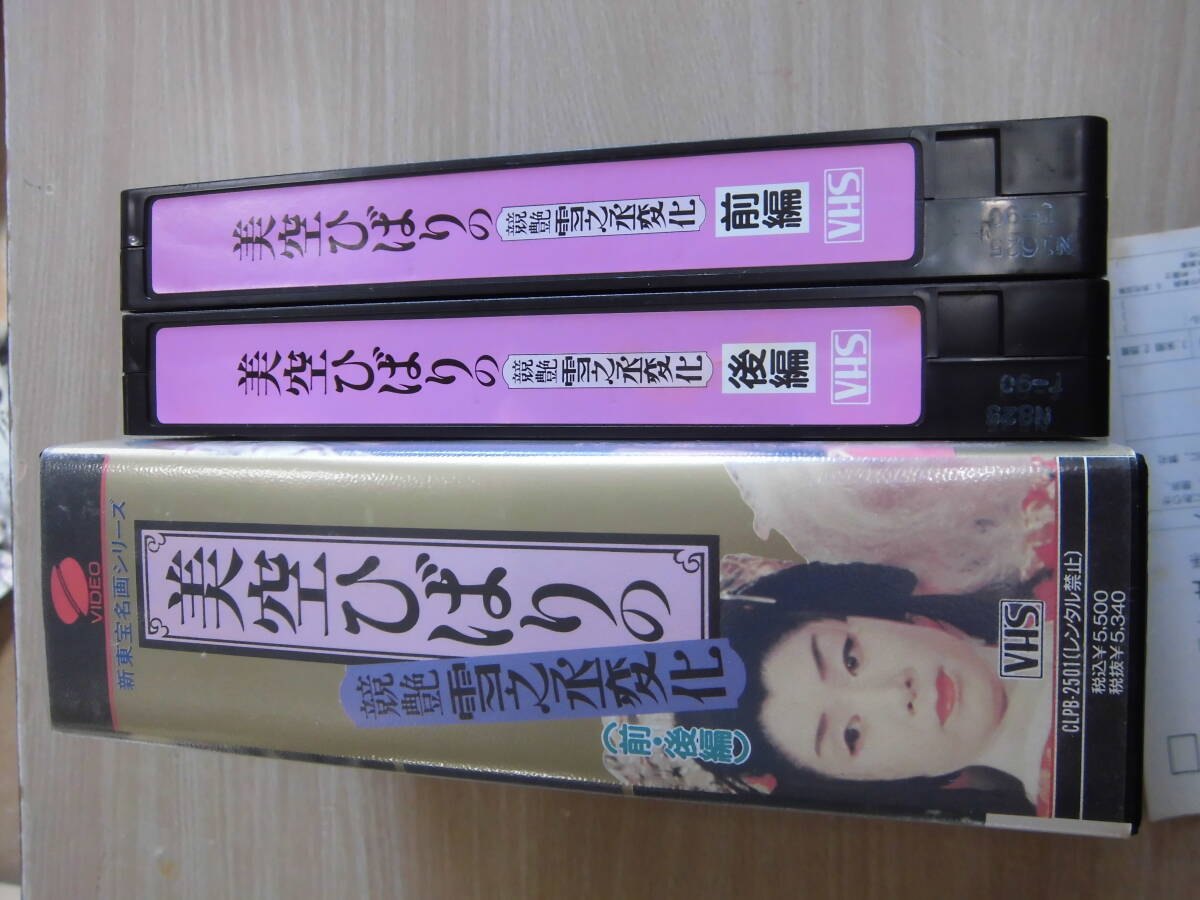 美空ひばりの
競艶雪之丞変化
前編
VHS
美空ひばりの
競艶雪之丞変化
後編
VHS
N828
VIDEO
新東宝名画シリーズ
美空ひばりの
競艶雪之丞変化
(前・後編)
VHS
CLPB-2501(レンタル禁止)
税込¥5,500
税抜¥5,340